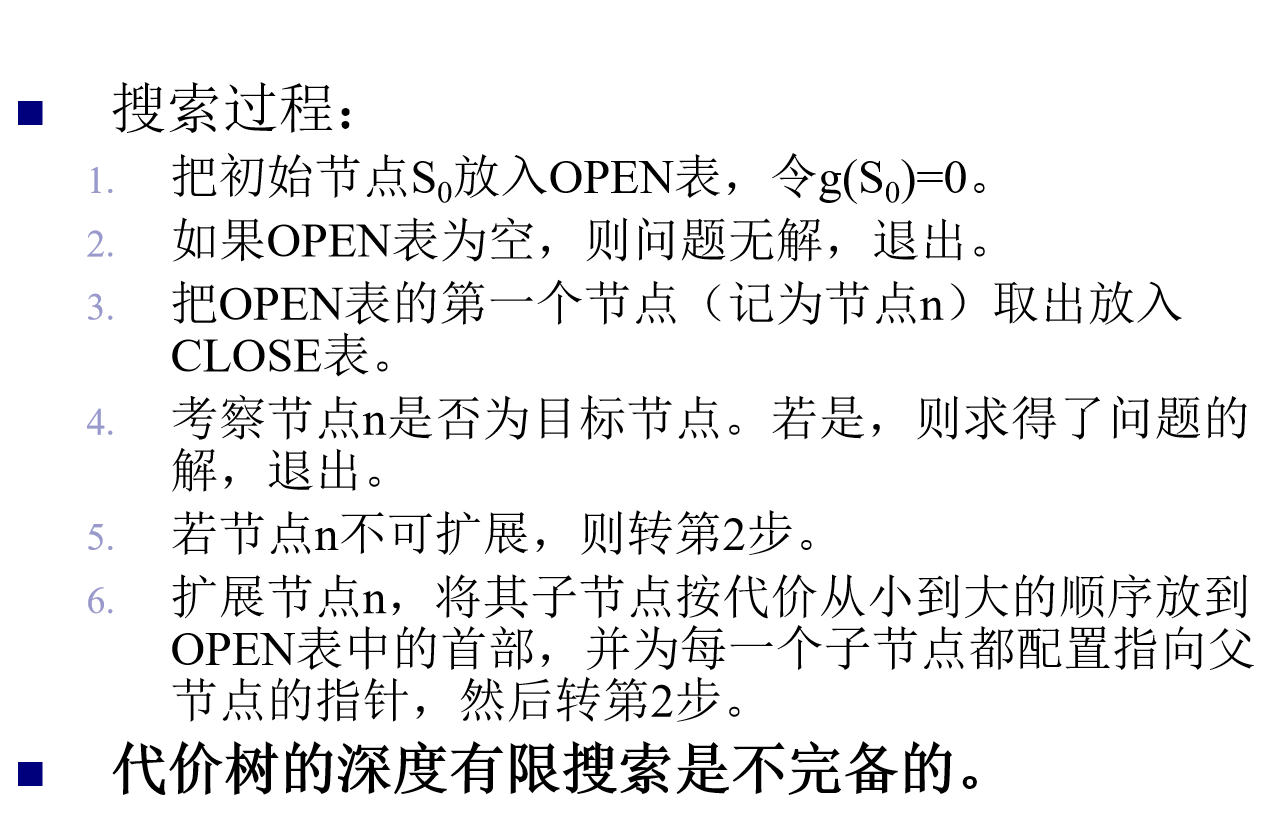 搜索过程：
1. 把初始节点S0放入OPEN表，令g(S0)=0。
2. 如果OPEN表为空，则问题无解，退出。
3. 把OPEN表的第一个节点（记为节点n）取出放入
CLOSE表。
4. 考察节点n是否为目标节点。若是，则求得了问题的
解，退出。
5. 若节点n不可扩展，则转第2步。
6. 扩展节点n，将其子节点按代价从小到大的顺序放到
OPEN表中的首部，并为每一个子节点都配置指向父
节点的指针，然后转第2步。
代价树的深度有限搜索是不完备的。